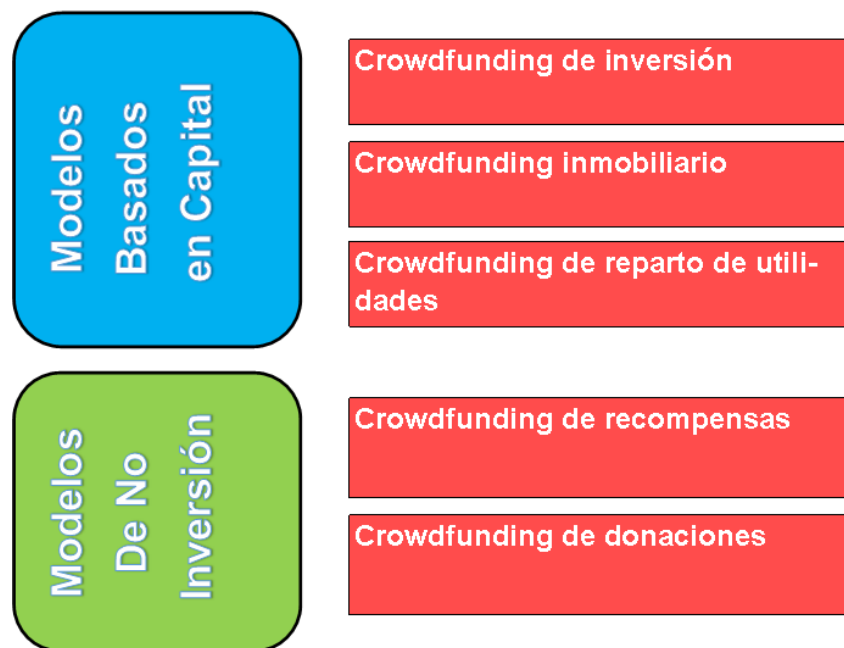 Modelos
Basados
en Capital
Crowdfunding de inversión
Crowdfunding inmobiliario
Crowdfunding de reparto de utili-
dades
Modelos
De No
Inversión
Crowdfunding de recompensas
Crowdfunding de donaciones